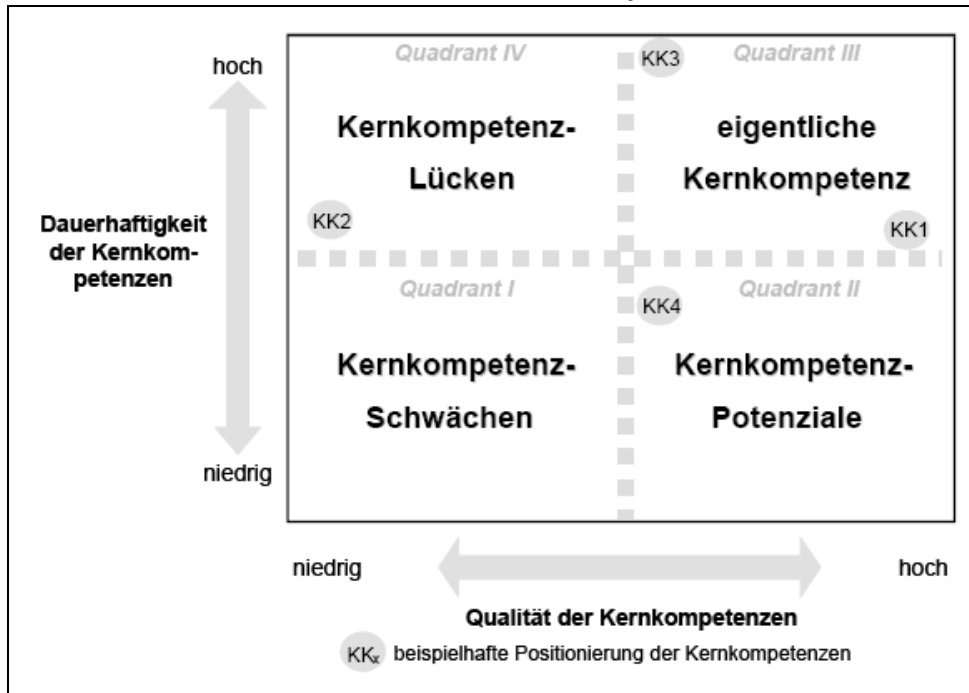 Quadrant IV
Quadrant III
hoch
KK3
Kernkompetenz-
Lücken
eigentliche
Kernkompetenz
Dauerhaftigkeit
der Kernkom-
petenzen
KK2
KK1
Quadrant I
Quadrant II
KK4
Kernkompetenz-
Schwächen
Kernkompetenz-
Potenziale
niedrig
niedrig
hoch
Qualität der Kernkompetenzen
KKx beispielhafte Positionierung der Kernkompetenzen